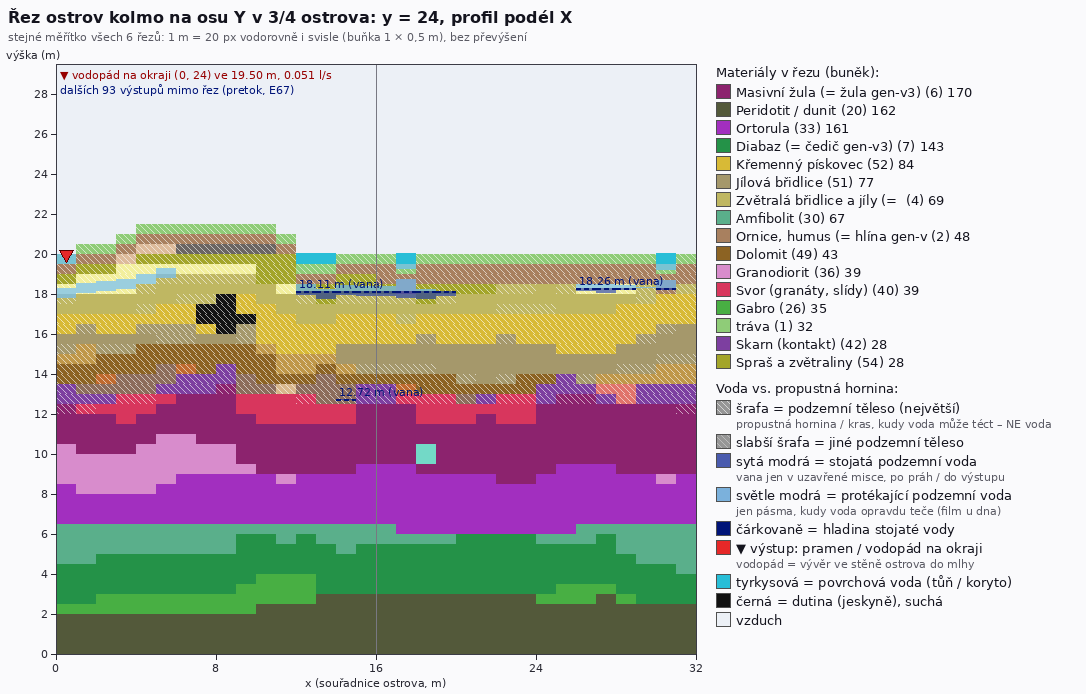 Řez ostrov kolmo na osu Y v 3/4 ostrova: y = 24, profil podél X
stejné měřítko všech 6 řezů: 1 m = 20 px vodorovně i svisle (buňka 1 × 0,5 m), bez převýšení
výška (m)
▼ vodopád na okraji (0, 24) ve 19.50 m, 0.051 l/s
dalších 93 výstupů mimo řez (pretok, E67)
28
26
24
22
20
18
16
14
12
10
8
6
4
2
0
18.11 m (vana)
18.26 m (vana)
12.72 m (vana)
0
8
16
24
32
x (souřadnice ostrova, m)
Materiály v řezu (buněk):
Masivní žula (= žula gen-v3) (6) 170
Peridotit / dunit (20) 162
Ortorula (33) 161
Diabaz (= čedič gen-v3) (7) 143
Křemenný pískovec (52) 84
Jílová břidlice (51) 77
Zvětralá břidlice a jíly (= (4) 69
Amfibolit (30) 67
Ornice, humus (= hlína gen-v (2) 48
Dolomit (49) 43
Granodiorit (36) 39
Svor (granáty, slídy) (40) 39
Gabro (26) 35
tráva (1) 32
Skarn (kontakt) (42) 28
Spraš a zvětraliny (54) 28
Voda vs. propustná hornina:
šrafa = podzemní těleso (největší)
propustná hornina / kras, kudy voda může téct – NE voda
slabší šrafa = jiné podzemní těleso
sytá modrá = stojatá podzemní voda
vana jen v uzavřené misce, po práh / do výstupu
světle modrá = protékající podzemní voda
jen pásma, kudy voda opravdu teče (film u dna)
čárkovaně = hladina stojaté vody
▼ výstup: pramen / vodopád na okraji
vodopád = vývěr ve stěně ostrova do mlhy
tyrkysová = povrchová voda (tůň / koryto)
černá = dutina (jeskyně), suchá
vzduch